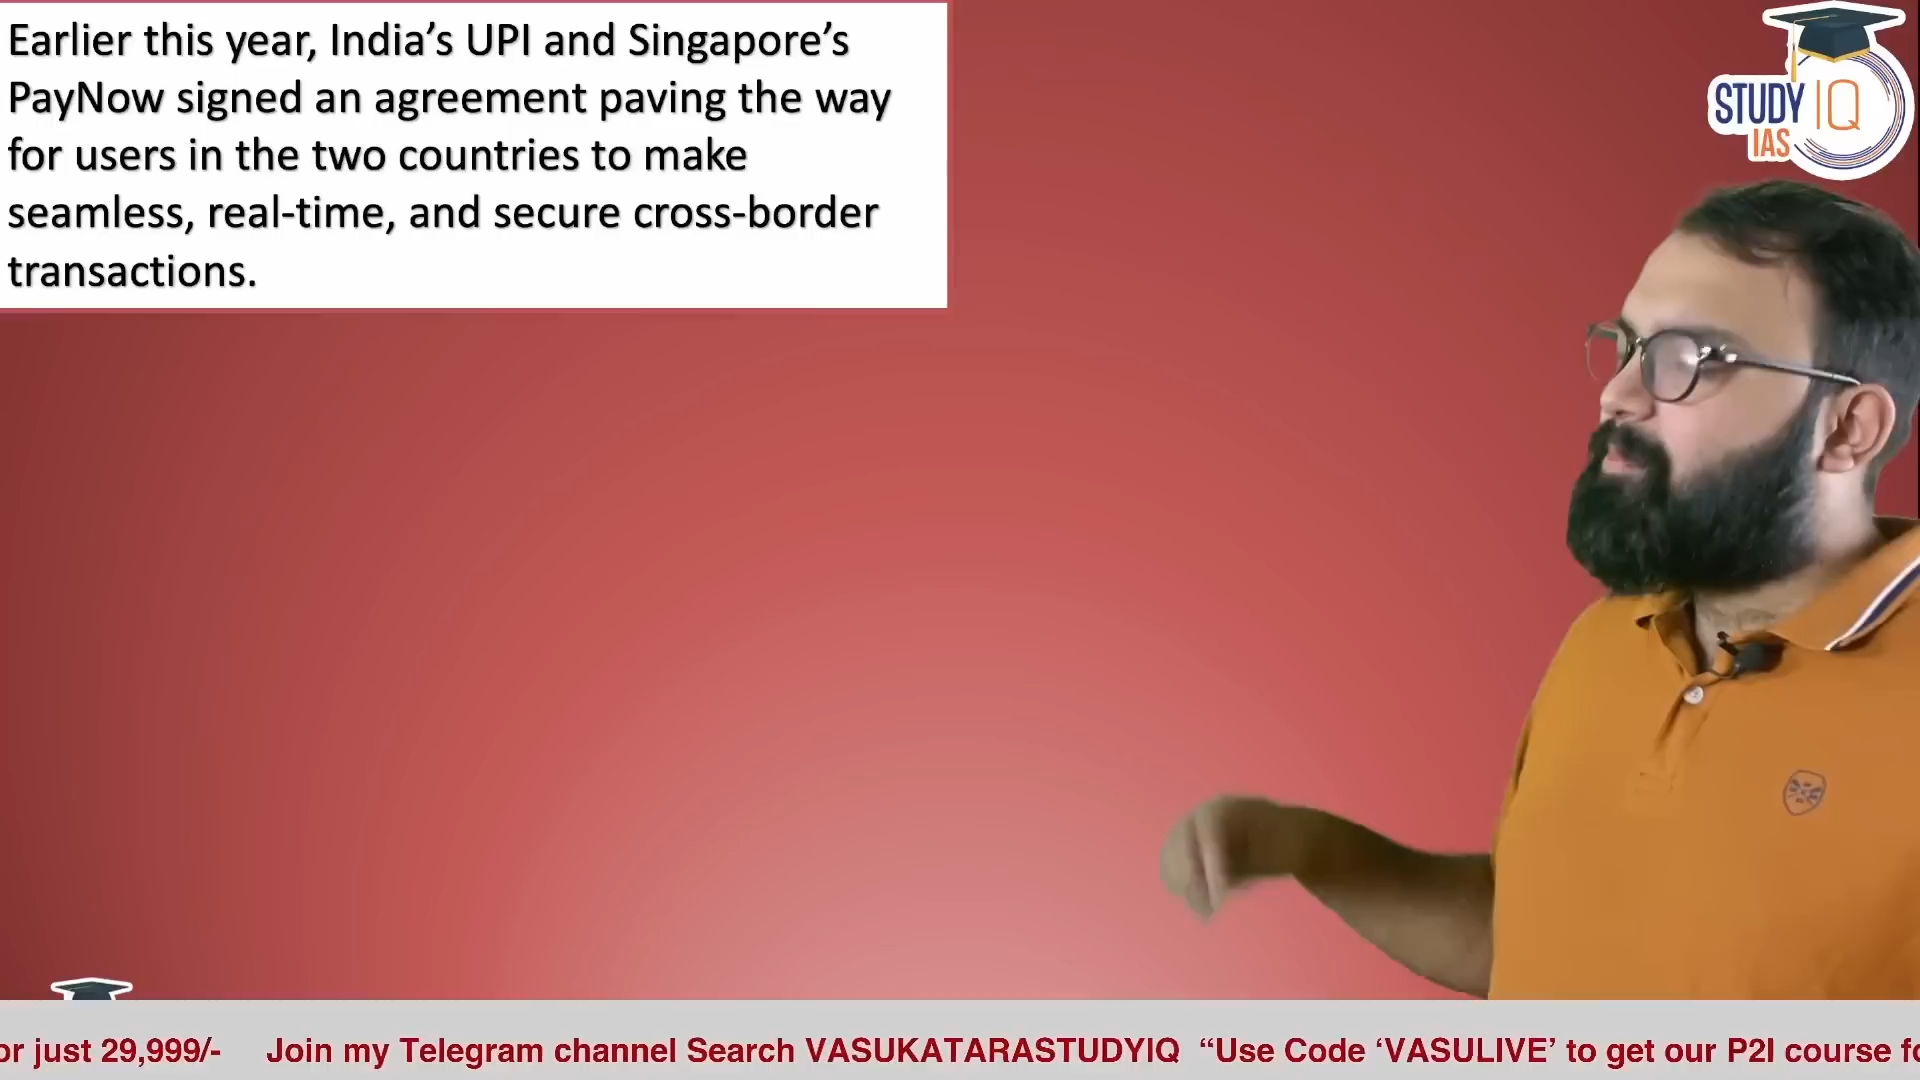 Earlier this year, India’s UPI and Singapore’s
PayNow signed an agreement paving the way
for users in the two countries to make
seamless, real-time, and secure cross-border
transactions.
STUDY IQ
IAS
or just 29,999/- Join my Telegram channel Search VASUKATARASTUDYIQ “Use Code ‘VASULIVE’ to get our P2I course fo